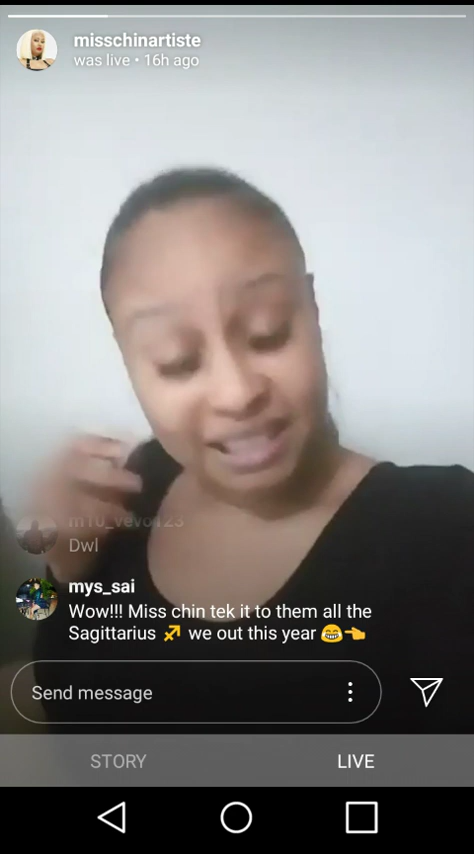 misschinartiste
was live • 16h ago
m10_vevo123
Dwl
mys_sai
Wow!!! Miss chin tek it to them all the
Sagittarius ♐ we out this year 😂👈
Send message
STORY
LIVE